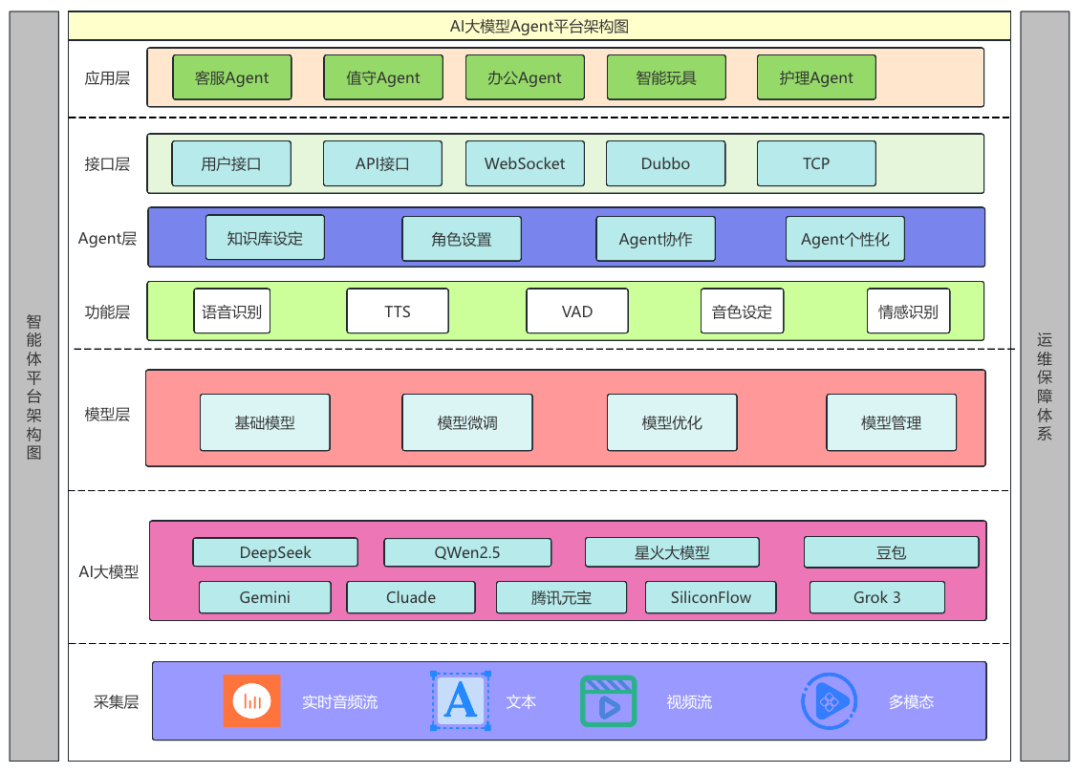 智能体平台架构图
AI大模型Agent平台架构图
应用层
客服Agent
值守Agent
办公Agent
智能玩具
护理Agent
接口层
用户接口
API接口
WebSocket
Dubbo
TCP
Agent层
知识库设定
角色设置
Agent协作
Agent个性化
功能层
语音识别
TTS
VAD
音色设定
情感识别
模型层
基础模型
模型微调
模型优化
模型管理
AI大模型
DeepSeek
QWen2.5
星火大模型
豆包
Gemini
Cluade
腾讯元宝
SiliconFlow
Grok 3
采集层
实时音频流
A
文本
视频流
多模态
运维保障体系